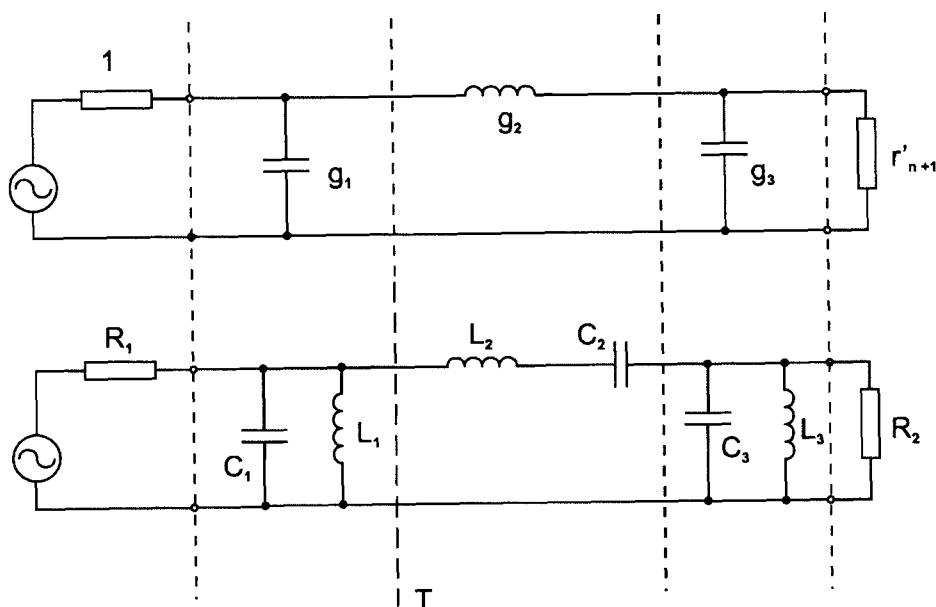 1
g₂
g₁
g₃
r'ₙ₊₁
R₁
L₂
C₂
C₁
L₁
C₃
L₃
R₂
T